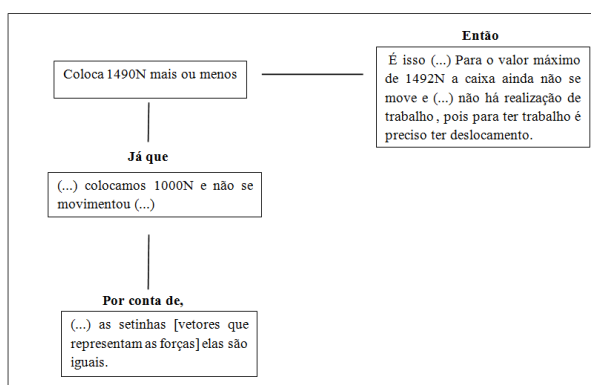 Então
Coloca 1490N mais ou menos
É isso (...) Para o valor máximo
de 1492N a caixa ainda não se
move e (...) não há realização de
trabalho, pois para ter trabalho é
preciso ter deslocamento.
Já que
(...) colocamos 1000N e não se
movimentou (...)
Por conta de,
(...) as setinhas [vetores que
representam as forças] elas são
iguais.